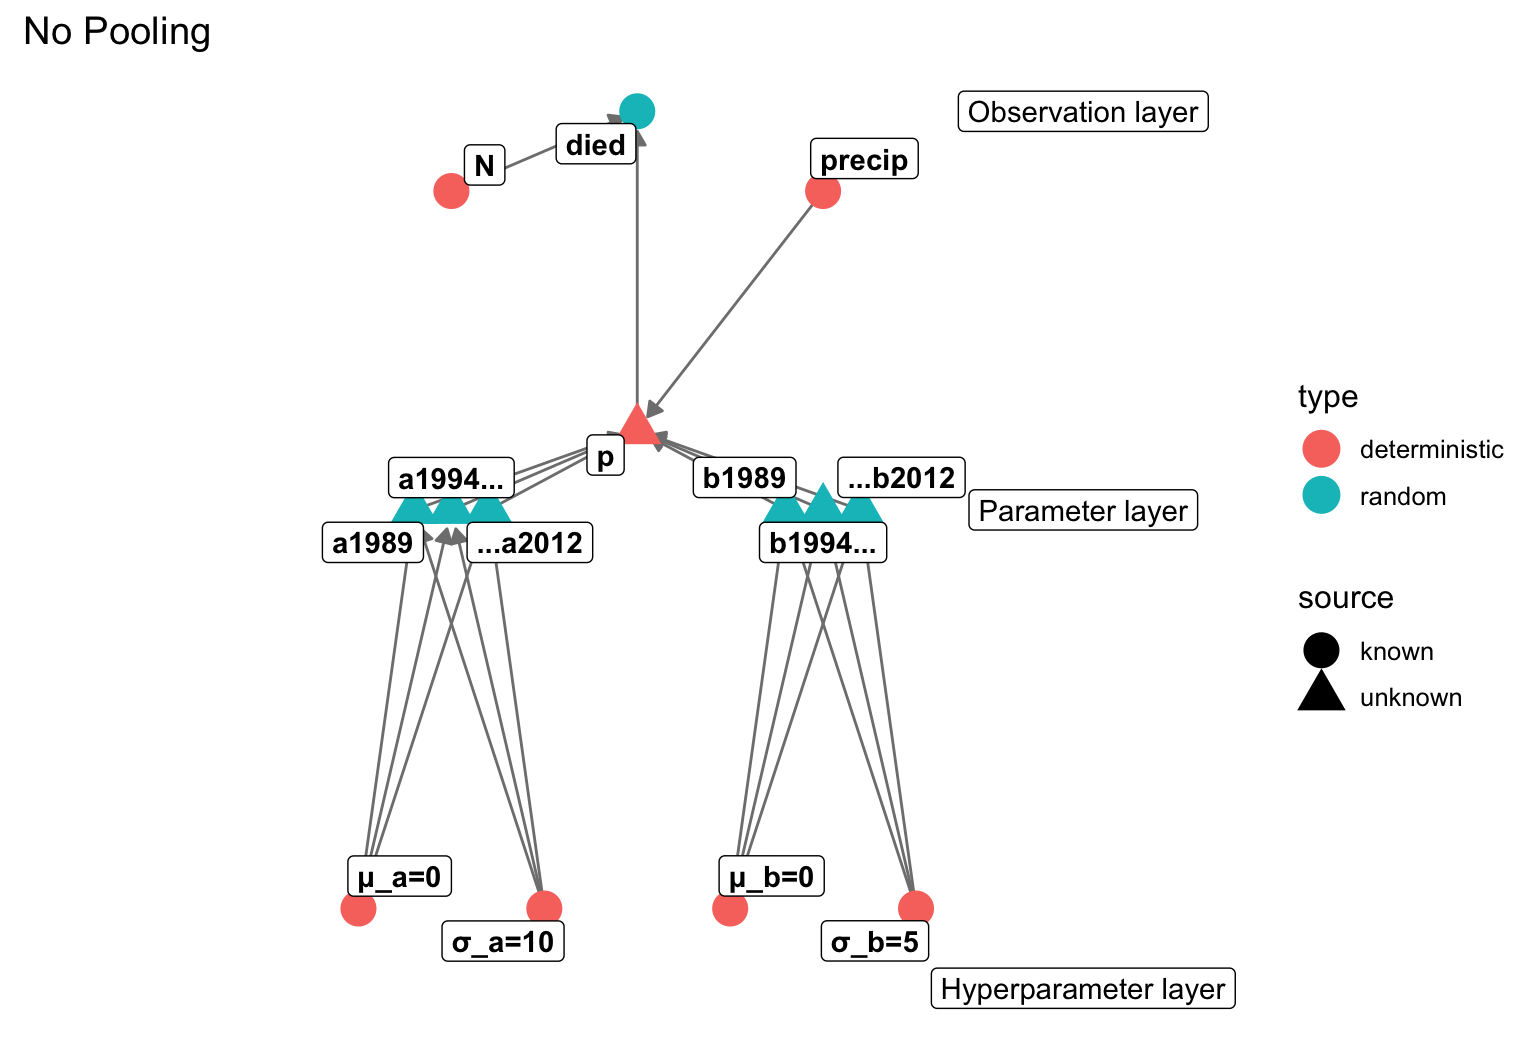 No Pooling
Observation layer
died
N
precip
type
deterministic
random
p
a1994...
b1989
...b2012
Parameter layer
a1989
...a2012
b1994...
source
known
unknown
μ_a=0
μ_b=0
σ_a=10
σ_b=5
Hyperparameter layer